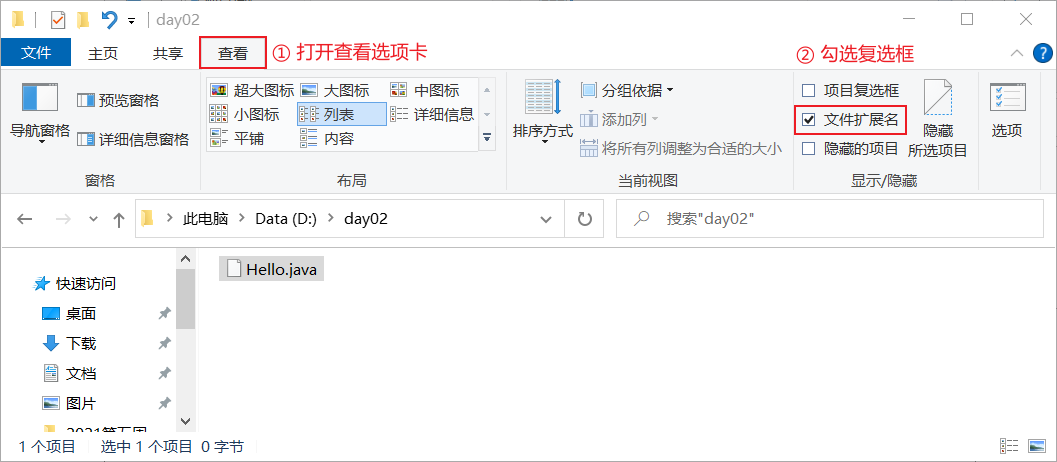 day02
文件 主页 共享 查看 ① 打开查看选项卡 ② 勾选复选框
导航窗格
预览窗格
详细信息窗格
窗格
超大图标 大图标 中图标
小图标 列表 详细信息
平铺 内容
布局
排序方式
分组依据
添加列
将所有列调整为合适的大小
当前视图
项目复选框
文件扩展名
隐藏的项目
隐藏
所选项目
显示/隐藏
选项
此电脑 Data (D:) day02
搜索"day02"
快速访问
桌面
下载
文档
图片
Hello.java
1 个项目 选中 1 个项目 0 字节